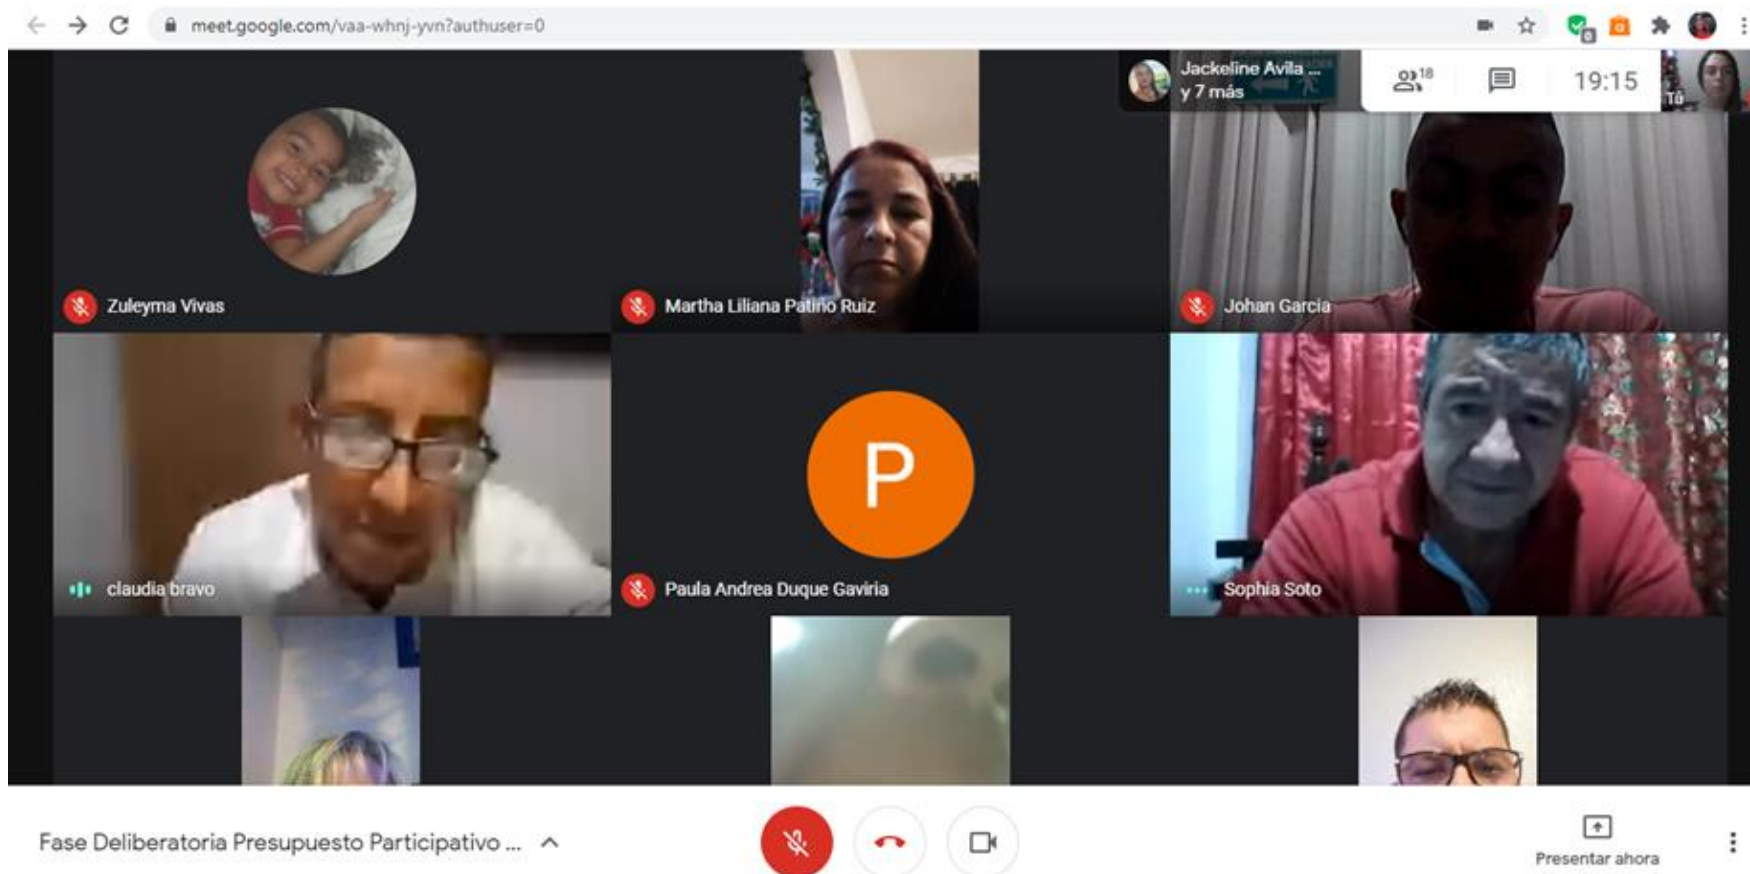 meet.google.com/vaa-whnj-yvn?authuser=0
Jackeline Avila ...
y 7 más
18
19:15
Tú
Zuleyma Vivas
Martha Liliana Patiño Ruiz
Johan Garcia
claudia bravo
P
Paula Andrea Duque Gaviria
Sophia Soto
Fase Deliberatoria Presupuesto Participativo ...
Presentar ahora